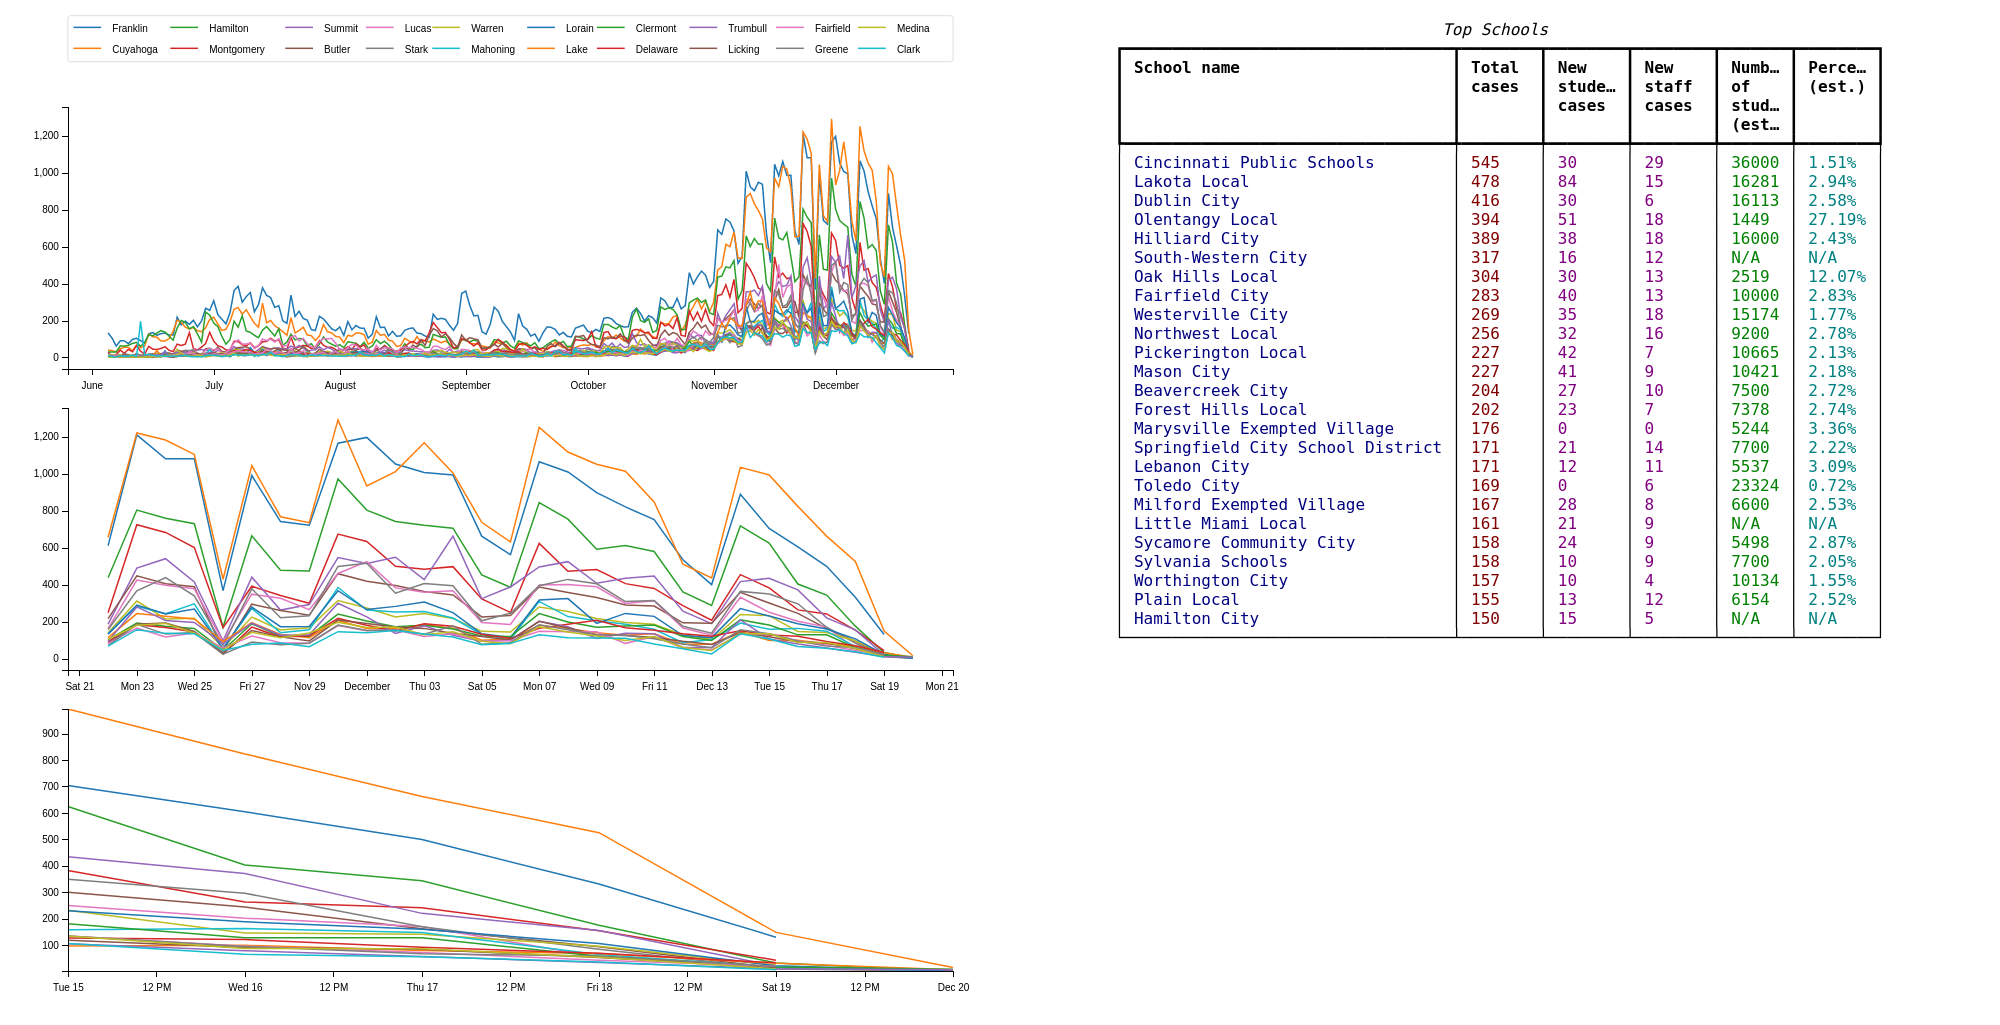 Franklin Hamilton Summit Lucas Warren Lorain Clermont Trumbull Fairfield Medina
Cuyahoga Montgomery Butler Stark Mahoning Lake Delaware Licking Greene Clark
1,200
1,000
800
600
400
200
0
June July August September October November December
1,200
1,000
800
600
400
200
0
Sat 21 Mon 23 Wed 25 Fri 27 Nov 29 December Thu 03 Sat 05 Mon 07 Wed 09 Fri 11 Dec 13 Tue 15 Thu 17 Sat 19 Mon 21
900
800
700
600
500
400
300
200
100
Tue 15 12 PM Wed 16 12 PM Thu 17 12 PM Fri 18 12 PM Sat 19 12 PM Dec 20
Top Schools
School name Total New New Numb… Perce…
cases stude… staff of (est.)
cases cases stud…
(est…
Cincinnati Public Schools 545 30 29 36000 1.51%
Lakota Local 478 84 15 16281 2.94%
Dublin City 416 30 6 16113 2.58%
Olentangy Local 394 51 18 1449 27.19%
Hilliard City 389 38 18 16000 2.43%
South-Western City 317 16 12 N/A N/A
Oak Hills Local 304 30 13 2519 12.07%
Fairfield City 283 40 13 10000 2.83%
Westerville City 269 35 18 15174 1.77%
Northwest Local 256 32 16 9200 2.78%
Pickerington Local 227 42 7 10665 2.13%
Mason City 227 41 9 10421 2.18%
Beavercreek City 204 27 10 7500 2.72%
Forest Hills Local 202 23 7 7378 2.74%
Marysville Exempted Village 176 0 0 5244 3.36%
Springfield City School District 171 21 14 7700 2.22%
Lebanon City 171 12 11 5537 3.09%
Toledo City 169 0 6 23324 0.72%
Milford Exempted Village 167 28 8 6600 2.53%
Little Miami Local 161 21 9 N/A N/A
Sycamore Community City 158 24 9 5498 2.87%
Sylvania Schools 158 10 9 7700 2.05%
Worthington City 157 10 4 10134 1.55%
Plain Local 155 13 12 6154 2.52%
Hamilton City 150 15 5 N/A N/A